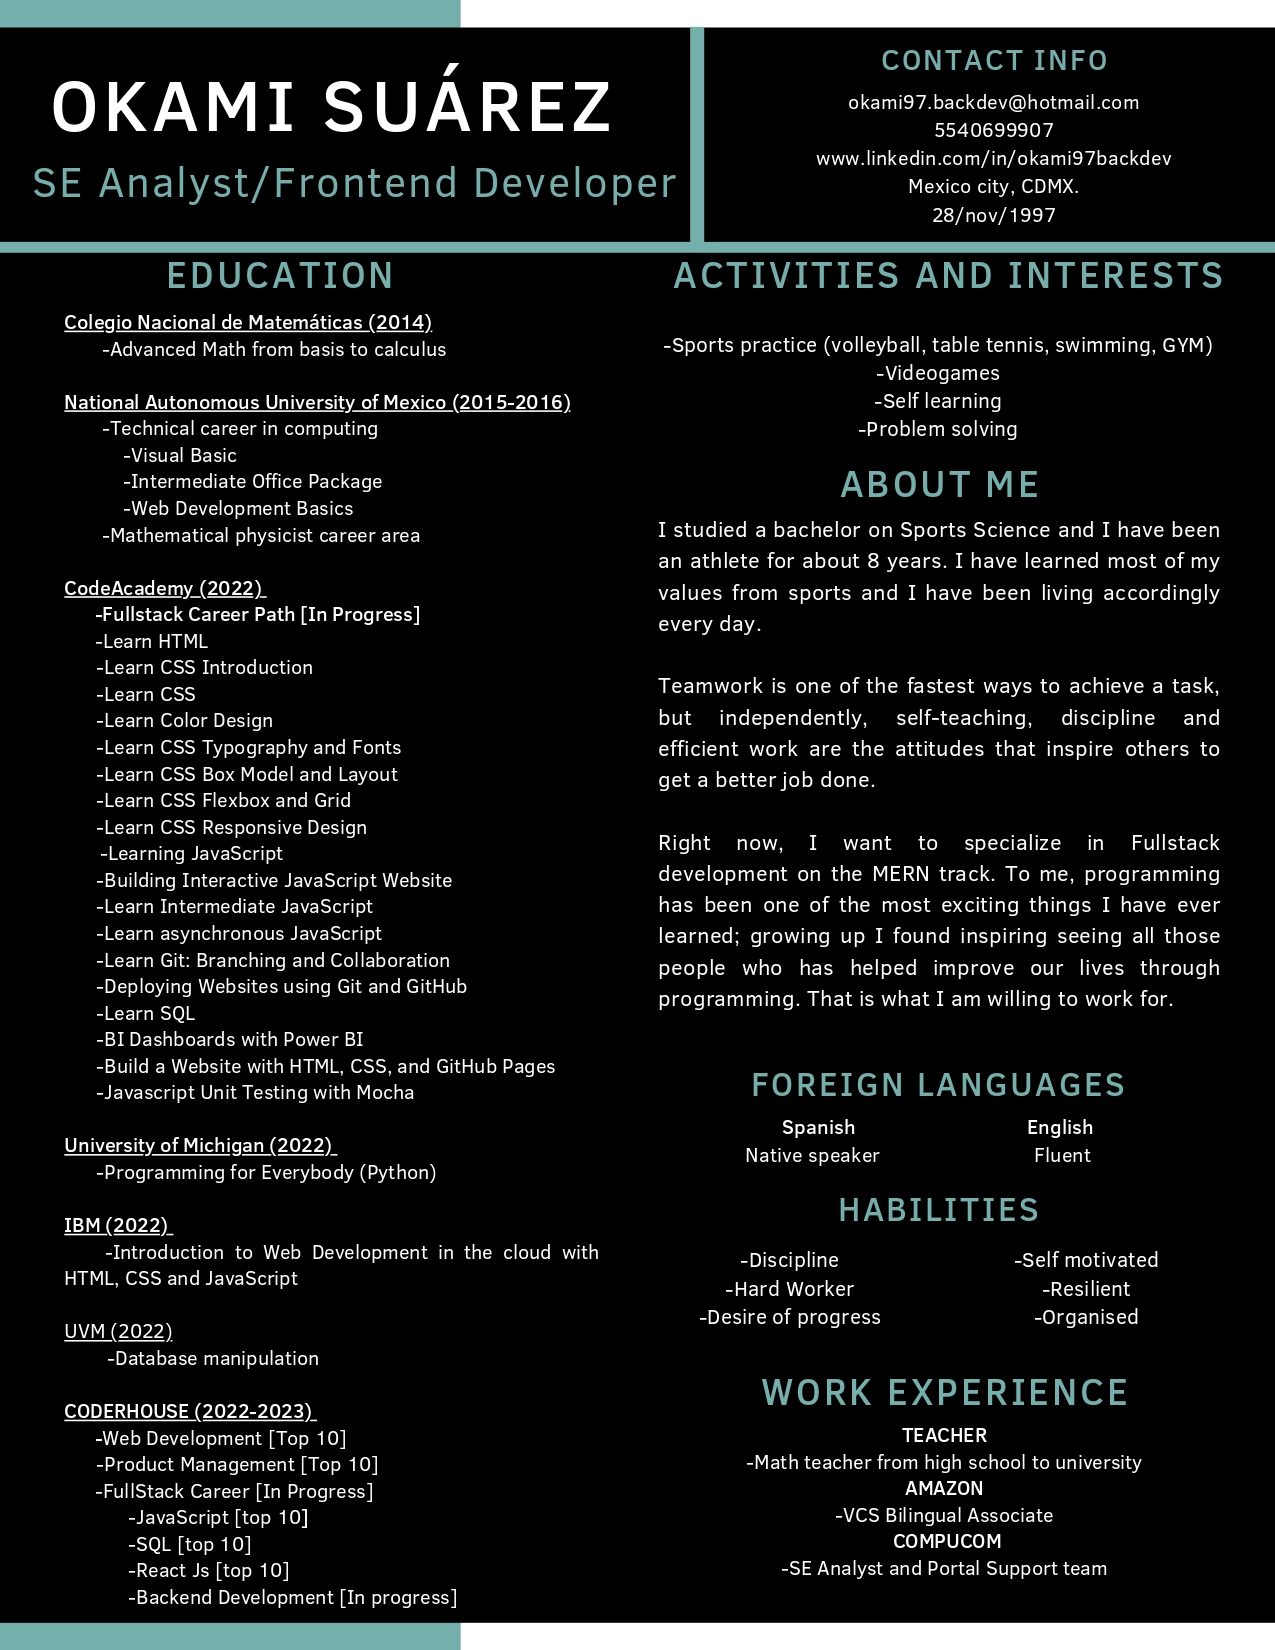 OKAMI SUÁREZ
SE Analyst/Frontend Developer
CONTACT INFO
okami97.backdev@hotmail.com
5540699907
www.linkedin.com/in/okami97backdev
Mexico city, CDMX.
28/nov/1997
EDUCATION
Colegio Nacional de Matemáticas (2014)
-Advanced Math from basis to calculus
National Autonomous University of Mexico (2015-2016)
-Technical career in computing
-Visual Basic
-Intermediate Office Package
-Web Development Basics
-Mathematical physicist career area
CodeAcademy (2022)
-Fullstack Career Path [In Progress]
-Learn HTML
-Learn CSS Introduction
-Learn CSS
-Learn Color Design
-Learn CSS Typography and Fonts
-Learn CSS Box Model and Layout
-Learn CSS Flexbox and Grid
-Learn CSS Responsive Design
-Learning JavaScript
-Building Interactive JavaScript Website
-Learn Intermediate JavaScript
-Learn asynchronous JavaScript
-Learn Git: Branching and Collaboration
-Deploying Websites using Git and GitHub
-Learn SQL
-BI Dashboards with Power BI
-Build a Website with HTML, CSS, and GitHub Pages
-Javascript Unit Testing with Mocha
University of Michigan (2022)
-Programming for Everybody (Python)
IBM (2022)
-Introduction to Web Development in the cloud with
HTML, CSS and JavaScript
UVM (2022)
-Database manipulation
CODERHOUSE (2022-2023)
-Web Development [Top 10]
-Product Management [Top 10]
-FullStack Career [In Progress]
-JavaScript [top 10]
-SQL [top 10]
-React Js [top 10]
-Backend Development [In progress]
ACTIVITIES AND INTERESTS
-Sports practice (volleyball, table tennis, swimming, GYM)
-Videogames
-Self learning
-Problem solving
ABOUT ME
I studied a bachelor on Sports Science and I have been
an athlete for about 8 years. I have learned most of my
values from sports and I have been living accordingly
every day.
Teamwork is one of the fastest ways to achieve a task,
but independently, self-teaching, discipline and
efficient work are the attitudes that inspire others to
get a better job done.
Right now, I want to specialize in Fullstack
development on the MERN track. To me, programming
has been one of the most exciting things I have ever
learned; growing up I found inspiring seeing all those
people who has helped improve our lives through
programming. That is what I am willing to work for.
FOREIGN LANGUAGES
Spanish
Native speaker
English
Fluent
HABILITIES
-Discipline
-Hard Worker
-Desire of progress
-Self motivated
-Resilient
-Organised
WORK EXPERIENCE
TEACHER
-Math teacher from high school to university
AMAZON
-VCS Bilingual Associate
COMPUCOM
-SE Analyst and Portal Support team